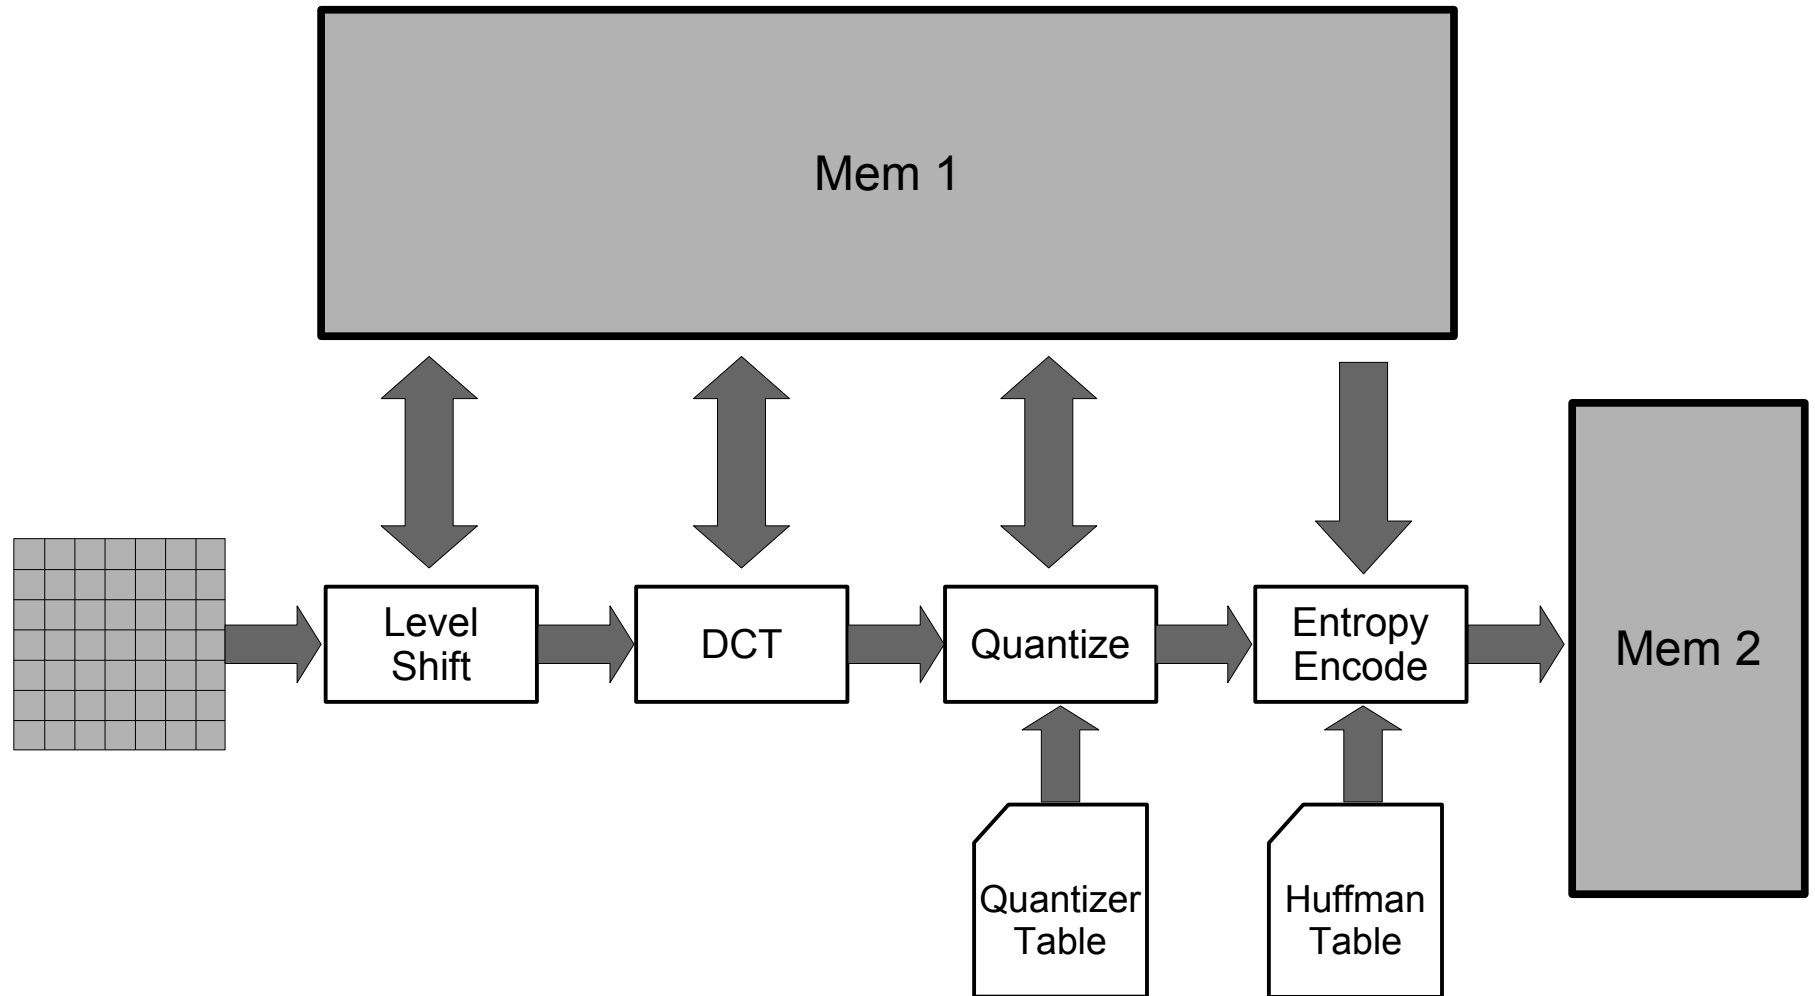 Mem 1
Level
Shift
DCT
Quantize
Entropy
Encode
Mem 2
Quantizer
Table
Huffman
Table